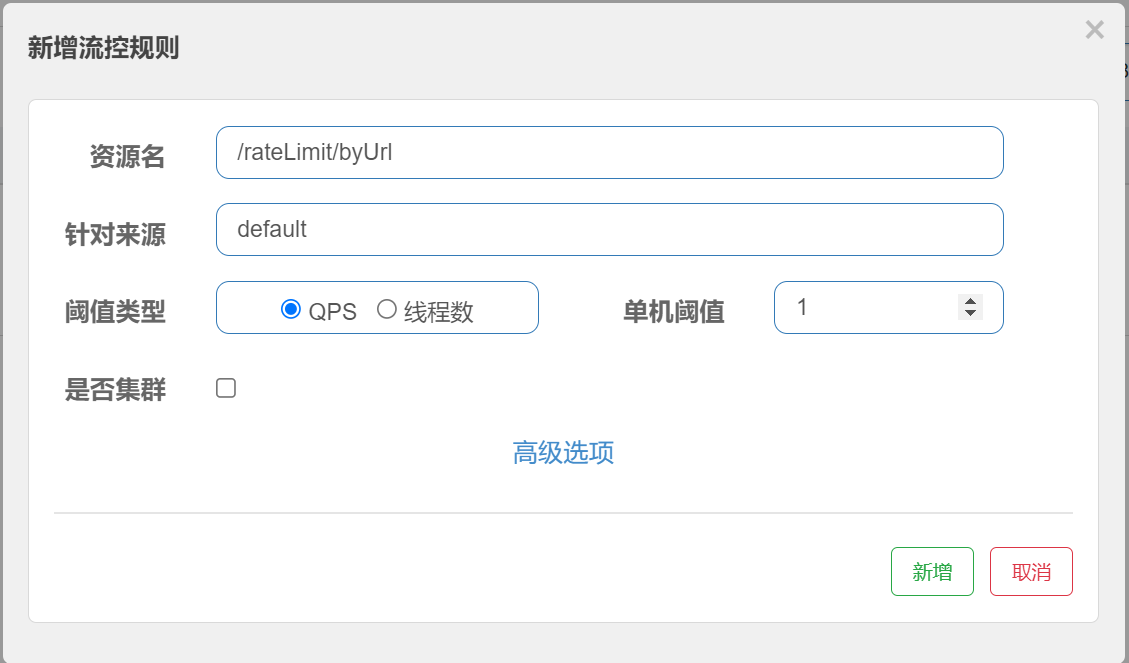 新增流控规则
×
资源名 /rateLimit/byUrl
针对来源 default
阈值类型 QPS 线程数 单机阈值 1
是否集群
高级选项
新增 取消